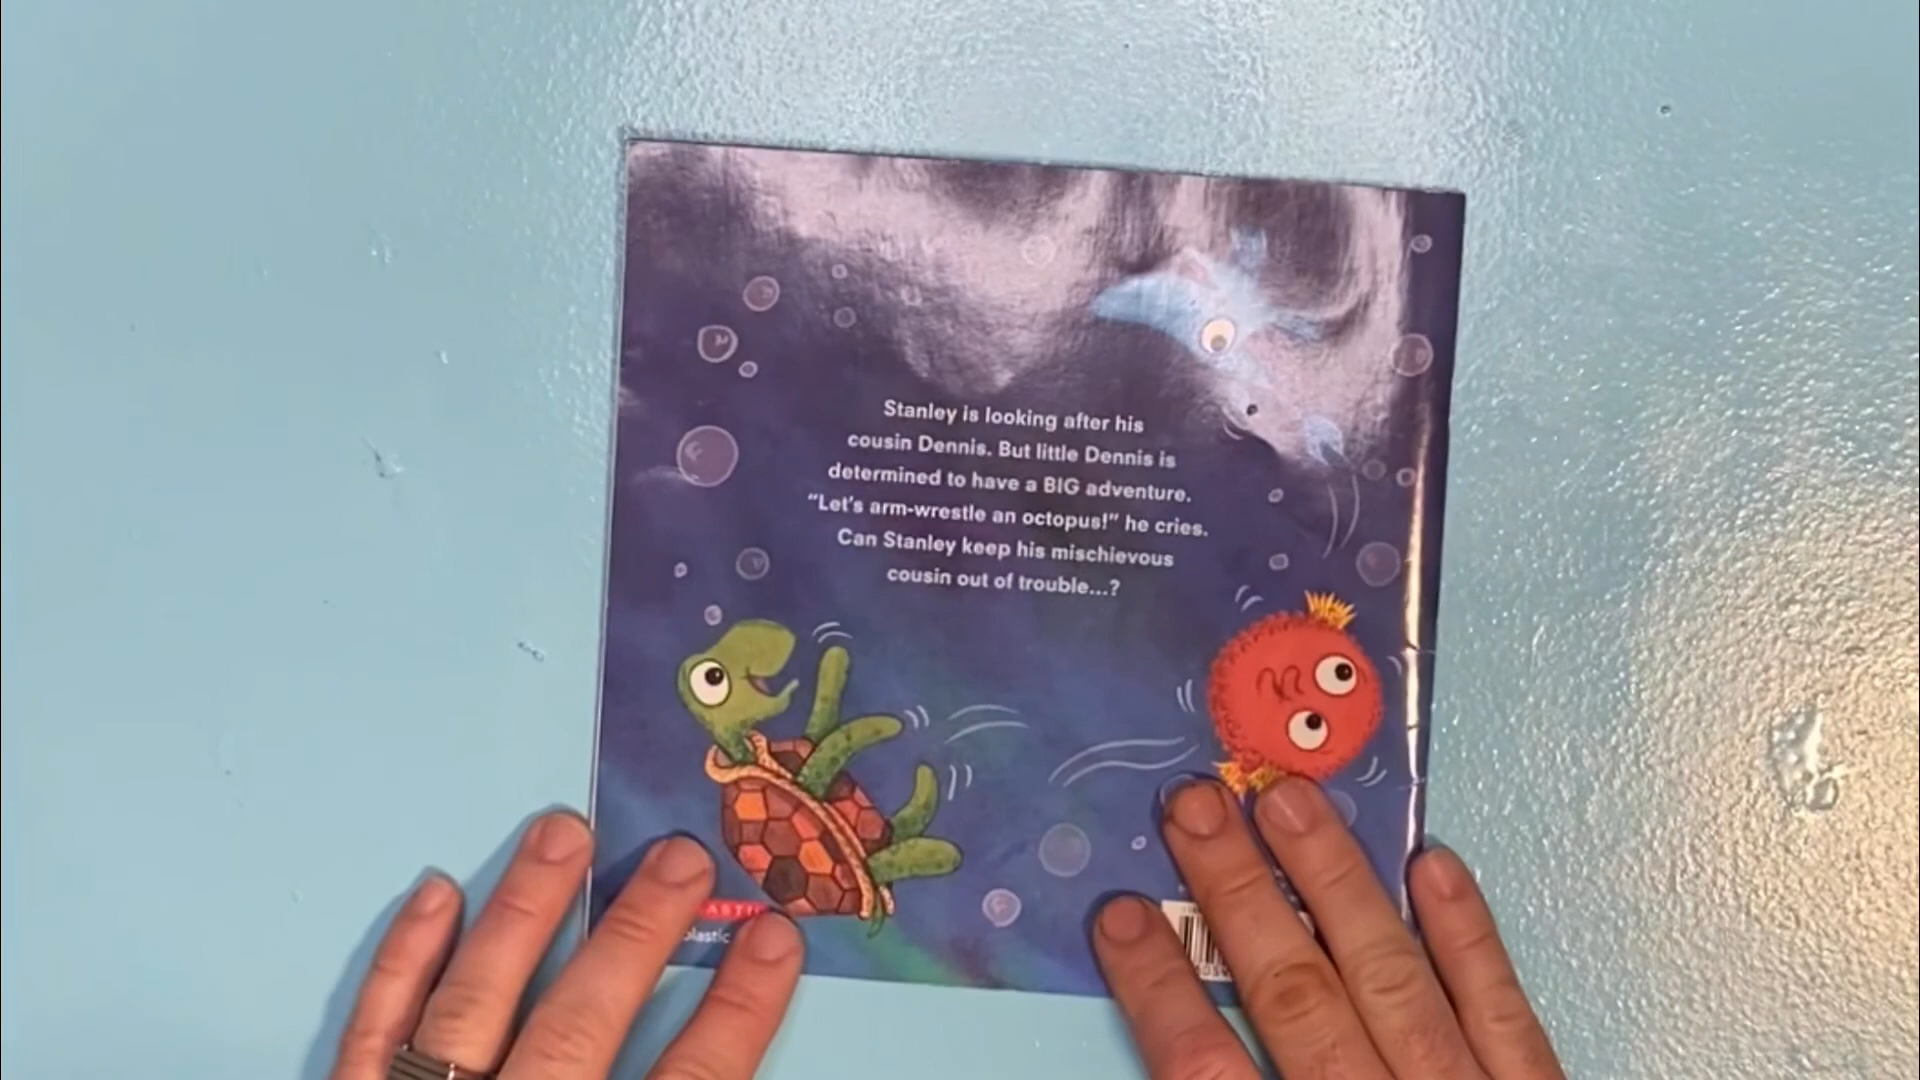 Stanley is looking after his
cousin Dennis. But little Dennis is
determined to have a BIG adventure.
“Let’s arm-wrestle an octopus!” he cries.
Can Stanley keep his mischievous
cousin out of trouble...?